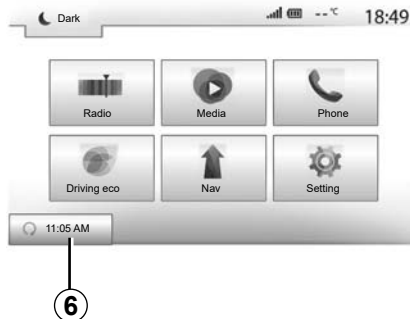 Dark
--°C
18:49
Radio
Media
Phone
Driving eco
Nav
Setting
11:05 AM
6